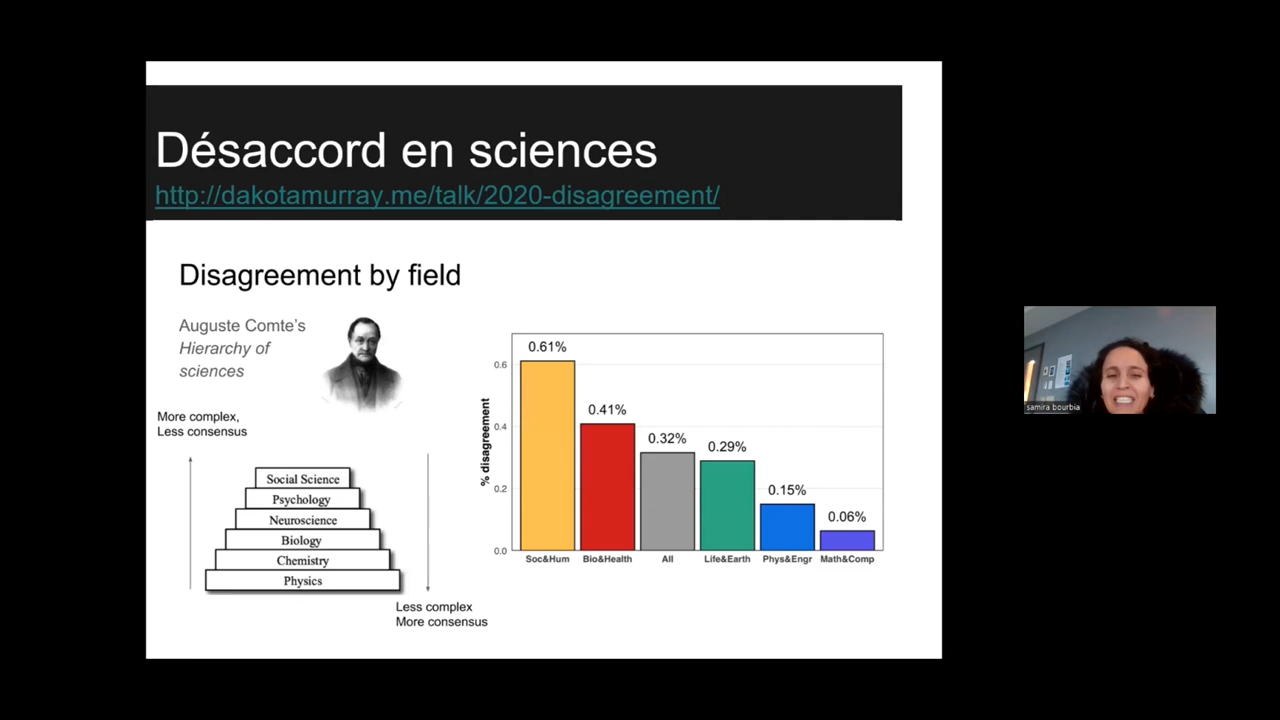 Désaccord en sciences
http://dakotamurray.me/talk/2020-disagreement/
Disagreement by field
Auguste Comte's
Hierarchy of
sciences
More complex,
Less consensus
Social Science
Psychology
Neuroscience
Biology
Chemistry
Physics
Less complex
More consensus
% disagreement
0.6
0.4
0.2
0.0
0.61%
0.41%
0.32%
0.29%
0.15%
0.06%
Soc&Hum
Bio&Health
All
Life&Earth
Phys&Engr
Math&Comp
samira bourbia